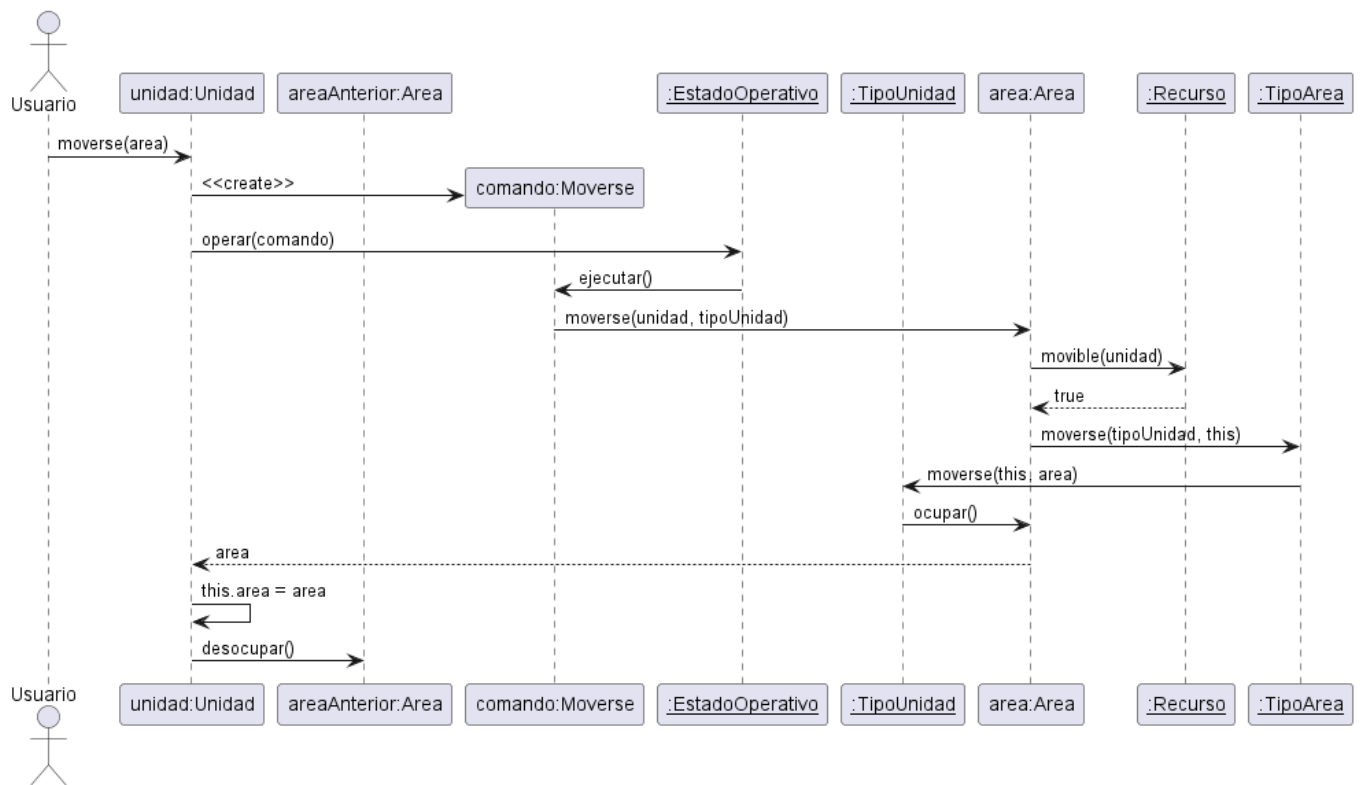 Usuario
unidad:Unidad
areaAnterior:Area
:EstadoOperativo
:TipoUnidad
area:Area
:Recurso
:TipoArea
moverse(area)
<<create>>
comando:Moverse
operar(comando)
ejecutar()
moverse(unidad, tipoUnidad)
movible(unidad)
true
moverse(tipoUnidad, this)
moverse(this, area)
ocupar()
area
this.area = area
desocupar()
Usuario
unidad:Unidad
areaAnterior:Area
comando:Moverse
:EstadoOperativo
:TipoUnidad
area:Area
:Recurso
:TipoArea